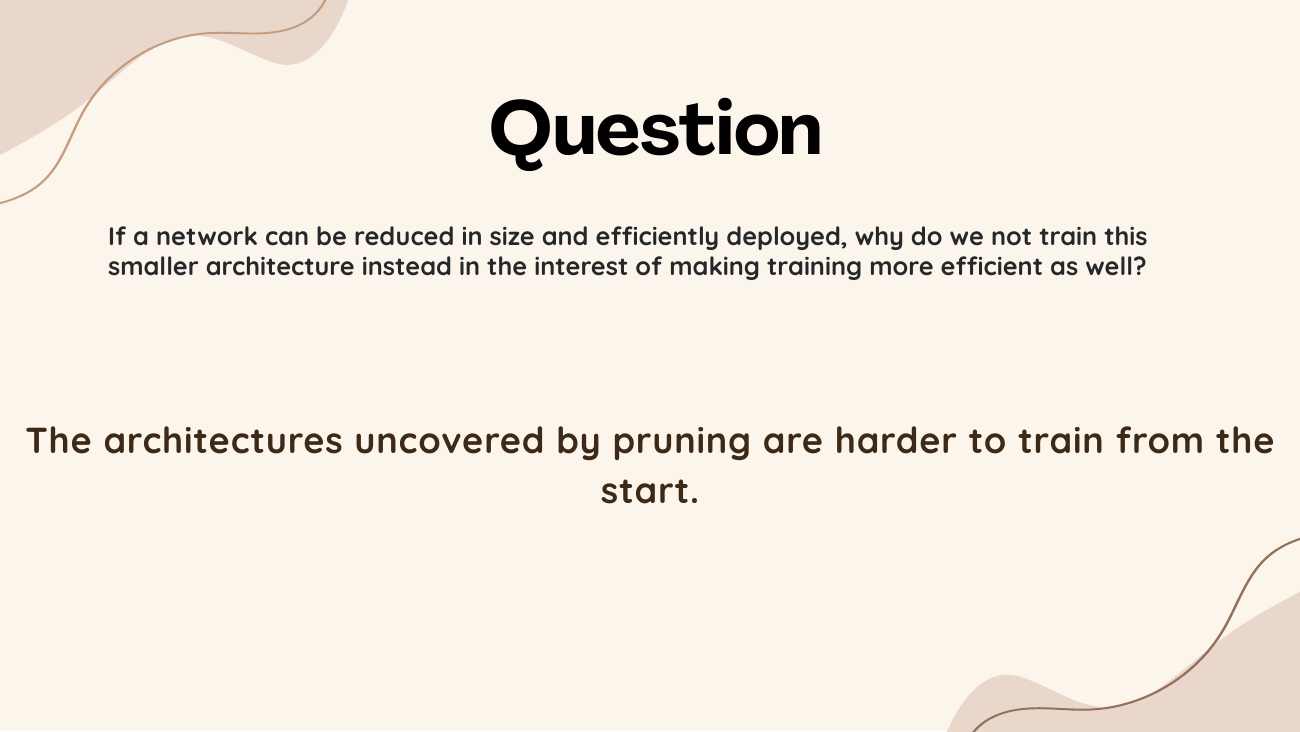 Question
If a network can be reduced in size and efficiently deployed, why do we not train this
smaller architecture instead in the interest of making training more efficient as well?
The architectures uncovered by pruning are harder to train from the
start.